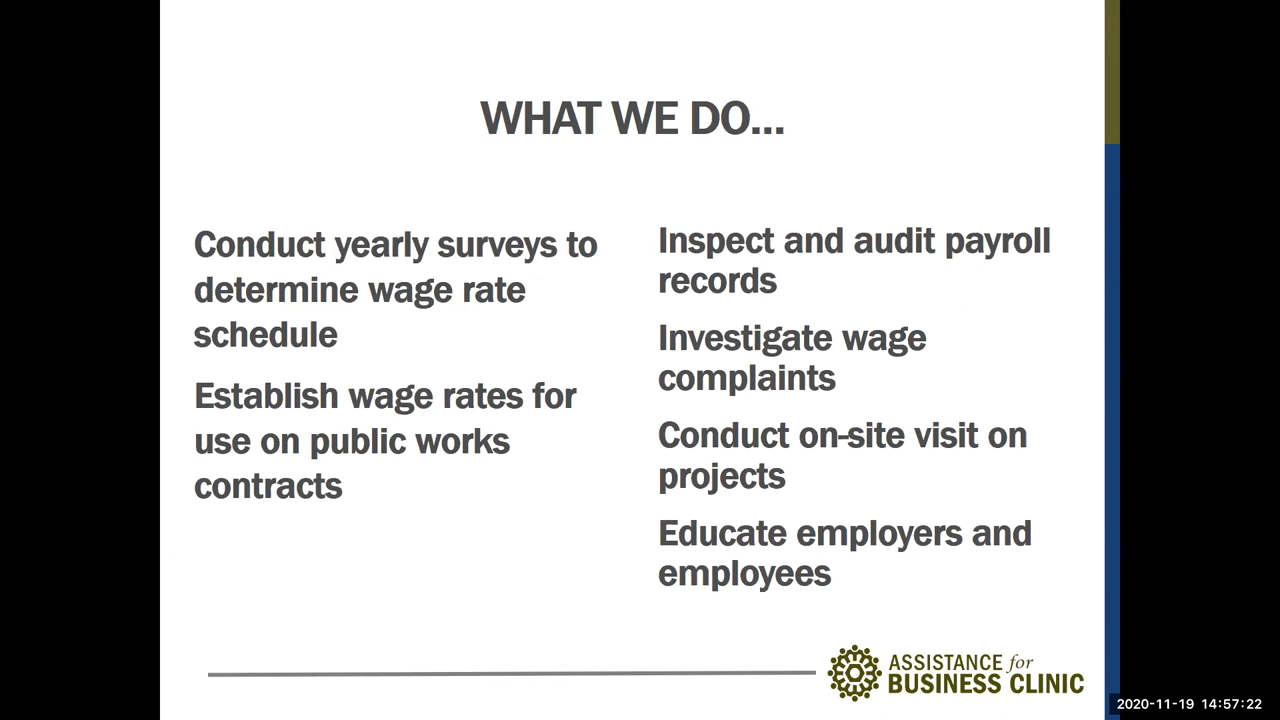 WHAT WE DO...
Conduct yearly surveys to
determine wage rate
schedule
Establish wage rates for
use on public works
contracts
Inspect and audit payroll
records
Investigate wage
complaints
Conduct on-site visit on
projects
Educate employers and
employees
ASSISTANCE for
BUSINESS CLINIC
2020-11-19 14:57:22